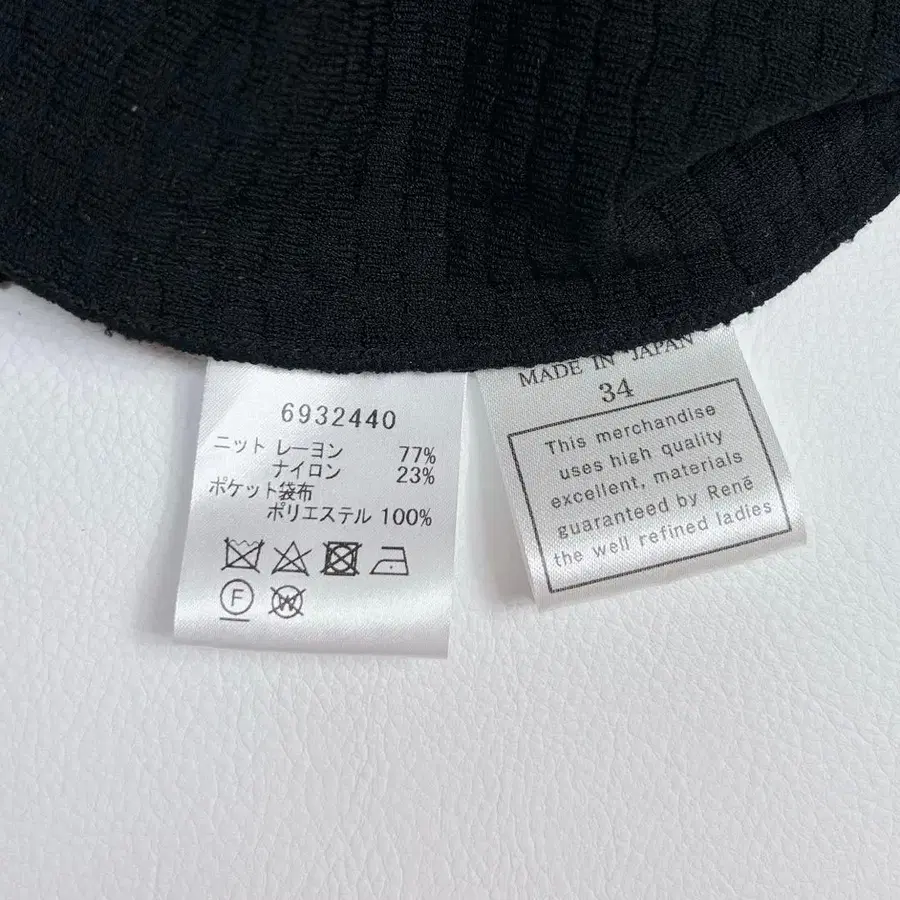 6932440
ニット レーヨン 77%
ナイロン 23%
ポケット袋布
ポリエステル 100%
F
W
MADE IN JAPAN
34
This merchandise
uses high quality
excellent, materials
guaranteed by René
the well refined ladies